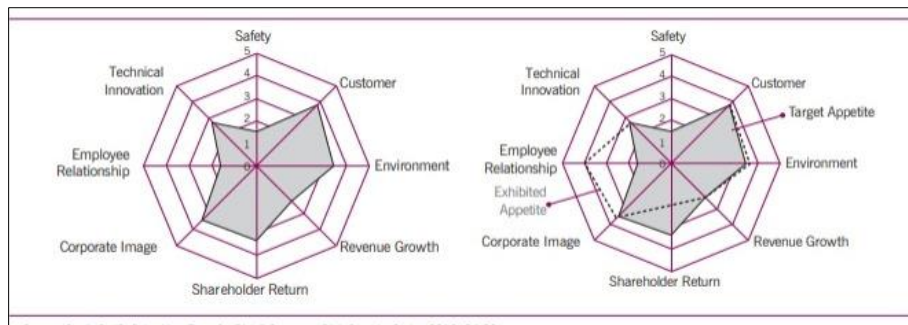 Safety
5
4
3
2
1
0
Technical
Innovation
Customer
Employee
Relationship
Environment
Corporate Image
Revenue Growth
Shareholder Return
Safety
5
4
3
2
1
0
Technical
Innovation
Customer
Target Appetite
Employee
Relationship
Environment
Exhibited
Appetite
Corporate Image
Revenue Growth
Shareholder Return